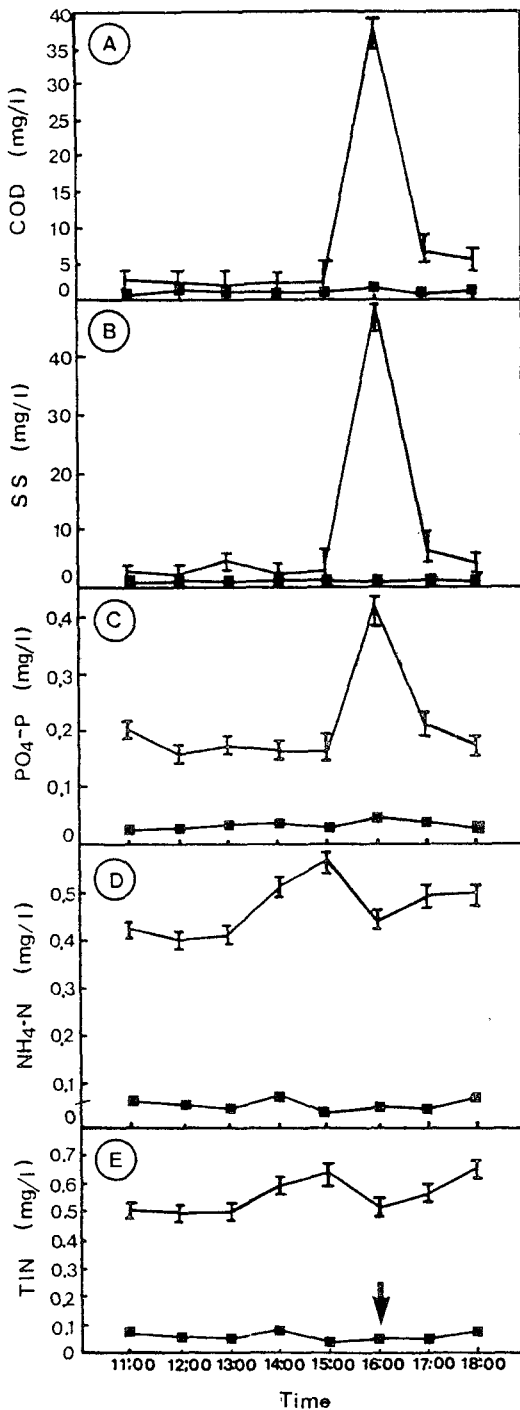 A
COD (mg/l)
40
35
30
25
20
15
10
5
0
B
SS (mg/l)
40
30
20
10
0
C
PO₄-P (mg/l)
0,4
0,3
0,2
0,1
0
D
NH₄-N (mg/l)
0,5
0,4
0,3
0,2
0,1
0
E
TIN (mg/l)
0.7
0.6
0.5
0.4
0.3
0.2
0.1
0
11:00 12:00 13:00 14:00 15:00 16:00 17:00 18:00
Time